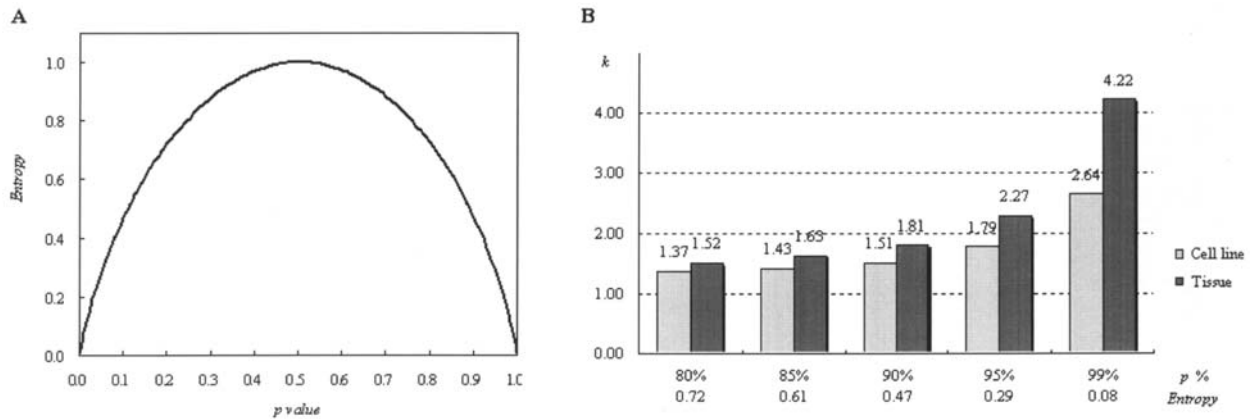 A
Entropy
1.0
0.8
0.6
0.4
0.2
0.0
0.0 0.1 0.2 0.3 0.4 0.5 0.6 0.7 0.8 0.9 1.0
p value
B
k
4.00
3.00
2.00
1.00
0.00
1.37 1.52
1.43 1.63
1.51 1.81
1.79 2.27
2.64 4.22
Cell line
Tissue
80% 85% 90% 95% 99% p %
0.72 0.61 0.47 0.29 0.08 Entropy